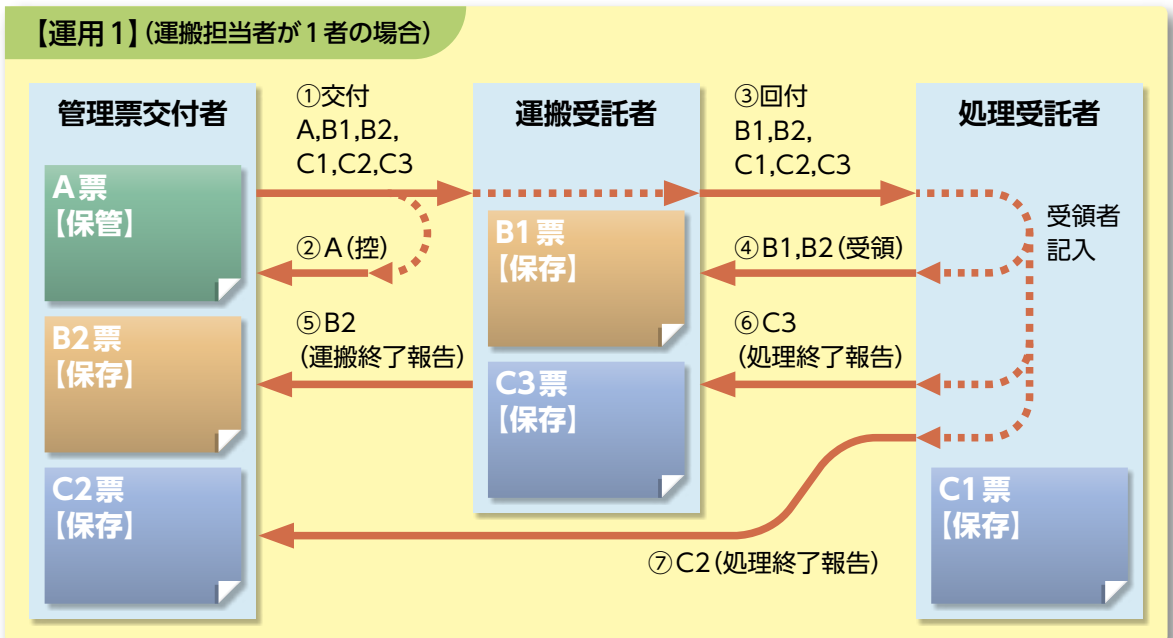 【運用1】(運搬担当者が1者の場合)
管理票交付者
A票
【保管】
B2票
【保存】
C2票
【保存】
①交付
A,B1,B2,
C1,C2,C3
②A(控)
⑤B2
(運搬終了報告)
運搬受託者
B1票
【保存】
C3票
【保存】
③回付
B1,B2,
C1,C2,C3
④B1,B2(受領)
⑥C3
(処理終了報告)
⑦C2(処理終了報告)
処理受託者
受領者
記入
C1票
【保存】